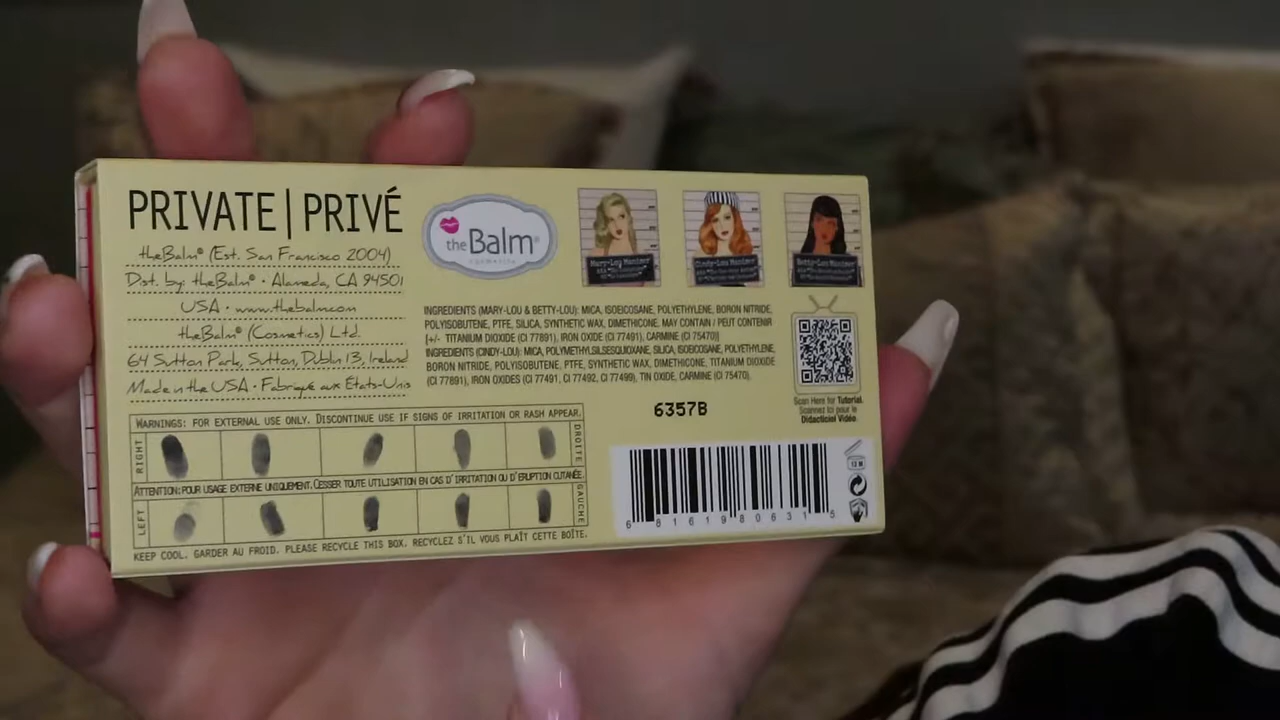 PRIVATE | PRIVÉ
theBalm® (Est. San Francisco 2004)
Dist. by: theBalm® • Alameda, CA 94501
USA • www.thebalm.com
theBalm® (Cosmetics) Ltd.
64 Sutton Park, Sutton, Dublin 13, Ireland
Made in the USA • Fabriqué aux États-Unis
theBalm®
COSMETICS
Mary-Lou Manizer
Cindy-Lou Manizer
Betty-Lou Manizer
INGREDIENTS (MARY-LOU & BETTY-LOU): MICA, ISOEICOSANE, POLYETHYLENE, BORON NITRIDE,
POLYISOBUTENE, PTFE, SILICA, SYNTHETIC WAX, DIMETHICONE. MAY CONTAIN / PEUT CONTENIR
[+/- TITANIUM DIOXIDE (CI 77891), IRON OXIDE (CI 77491), CARMINE (CI 75470)]
INGREDIENTS (CINDY-LOU): MICA, POLYMETHYLSILSESQUIOXANE, SILICA, ISOEICOSANE, POLYETHYLENE,
BORON NITRIDE, POLYISOBUTENE, PTFE, SYNTHETIC WAX, DIMETHICONE, TITANIUM DIOXIDE
(CI 77891), IRON OXIDES (CI 77491, CI 77492, CI 77499), TIN OXIDE, CARMINE (CI 75470).
Scan Here for Tutorial.
Scannez ici pour le
Didacticiel Vidéo.
6357B
WARNINGS: FOR EXTERNAL USE ONLY. DISCONTINUE USE IF SIGNS OF IRRITATION OR RASH APPEAR.
RIGHT
DROITE
ATTENTION: POUR USAGE EXTERNE UNIQUEMENT. CESSER TOUTE UTILISATION EN CAS D'IRRITATION OU D'ÉRUPTION CUTANÉE.
LEFT
GAUCHE
KEEP COOL. GARDER AU FROID. PLEASE RECYCLE THIS BOX. RECYCLEZ S'IL VOUS PLAÎT CETTE BOÎTE.
12 M
6 81619 80631 5